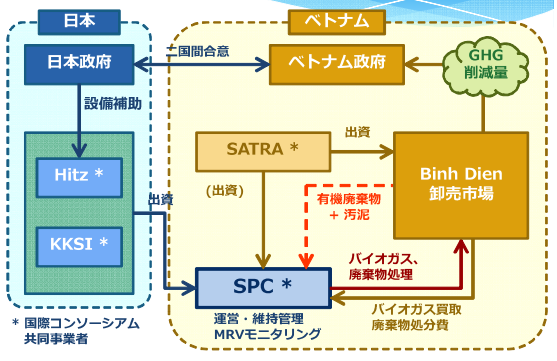 日本
ベトナム
日本政府
二国間合意
ベトナム政府
GHG
削減量
設備補助
Hitz *
KKSI *
出資
SATRA *
出資
(出資)
Binh Dien
卸売市場
有機廃棄物
+ 汚泥
SPC *
バイオガス、
廃棄物処理
運営・維持管理
MRVモニタリング
バイオガス買取
廃棄物処分費
* 国際コンソーシアム
共同事業者